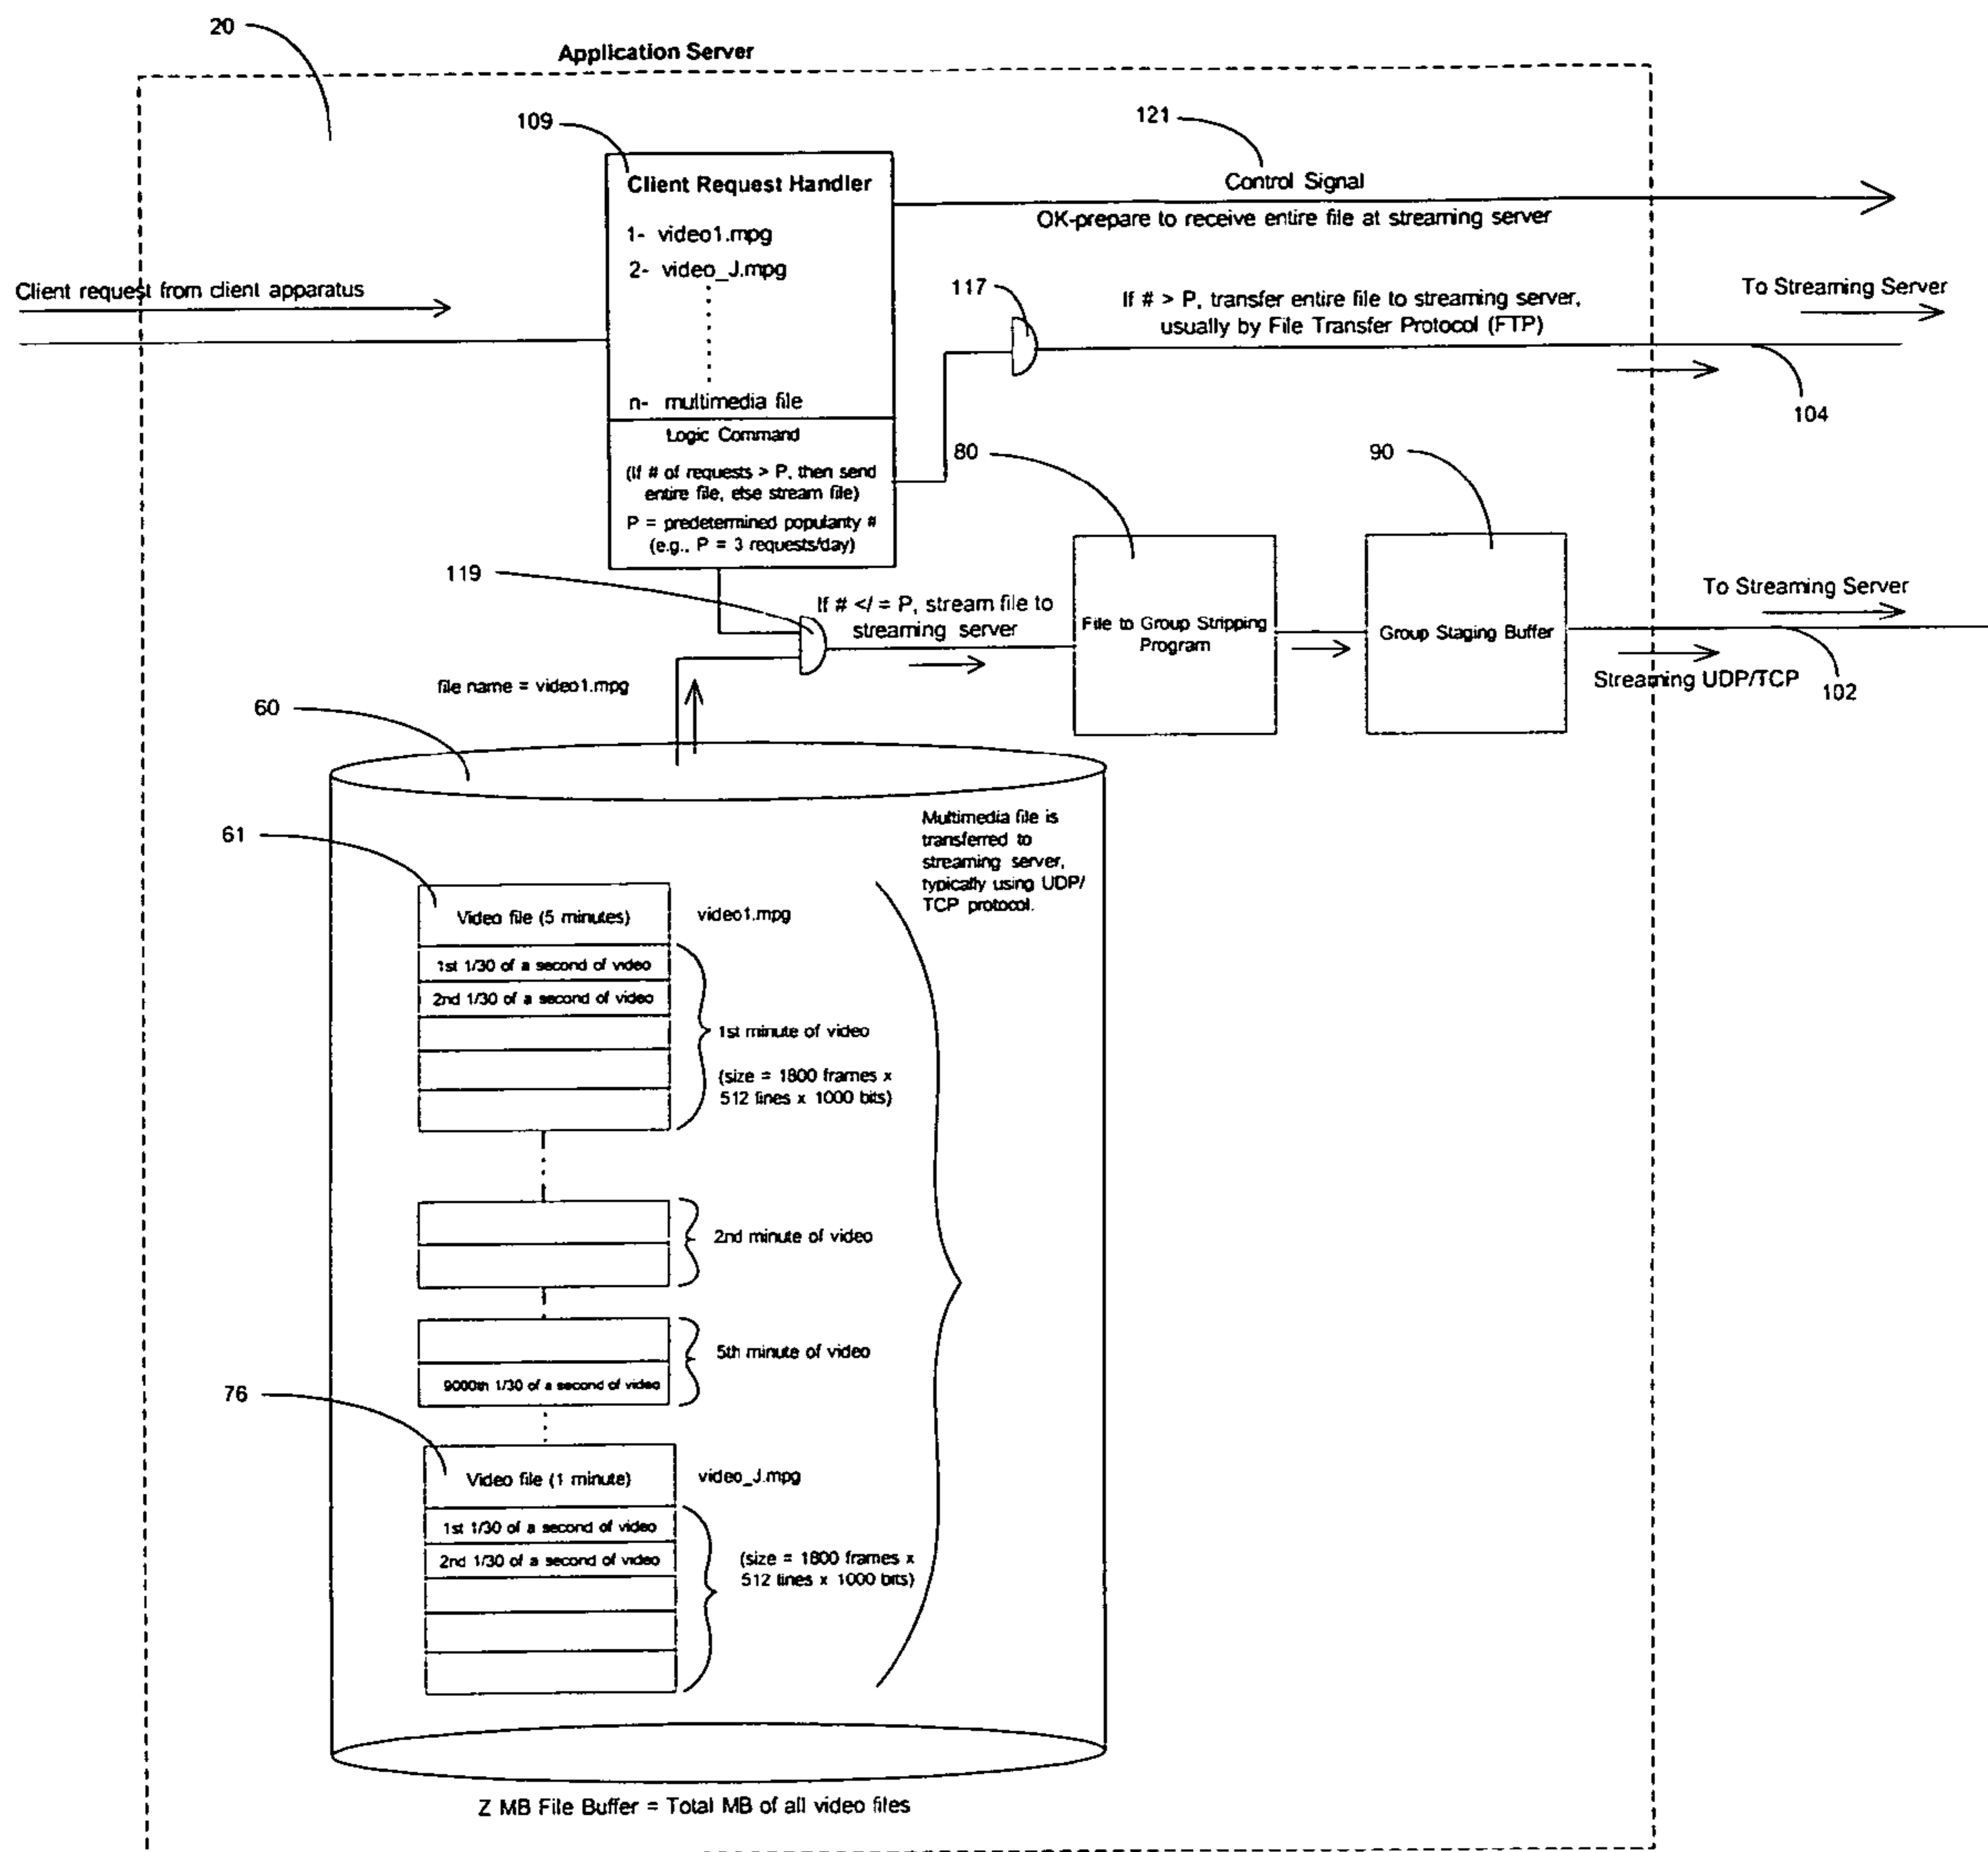 20
Application Server
109
121
Client Request Handler
Control Signal
1- video1.mpg
OK-prepare to receive entire file at streaming server
2- video_J.mpg
Client request from client apparatus
117
If # > P, transfer entire file to streaming server,
usually by File Transfer Protocol (FTP)
To Streaming Server
n- multimedia file
104
Logic Command
(If # of requests > P, then send
entire file, else stream file)
P = predetermined popularity #
(e.g., P = 3 requests/day)
80
90
119
If # </ = P, stream file to
streaming server
File to Group Stripping
Program
Group Staging Buffer
To Streaming Server
Streaming UDP/TCP
102
file name = video1.mpg
60
Multimedia file is
transferred to
streaming server,
typically using UDP/
TCP protocol.
61
Video file (5 minutes)
video1.mpg
1st 1/30 of a second of video
2nd 1/30 of a second of video
1st minute of video
(size = 1800 frames x
512 lines x 1000 bits)
2nd minute of video
5th minute of video
9000th 1/30 of a second of video
76
Video file (1 minute)
video_J.mpg
1st 1/30 of a second of video
2nd 1/30 of a second of video
(size = 1800 frames x
512 lines x 1000 bits)
Z MB File Buffer = Total MB of all video files